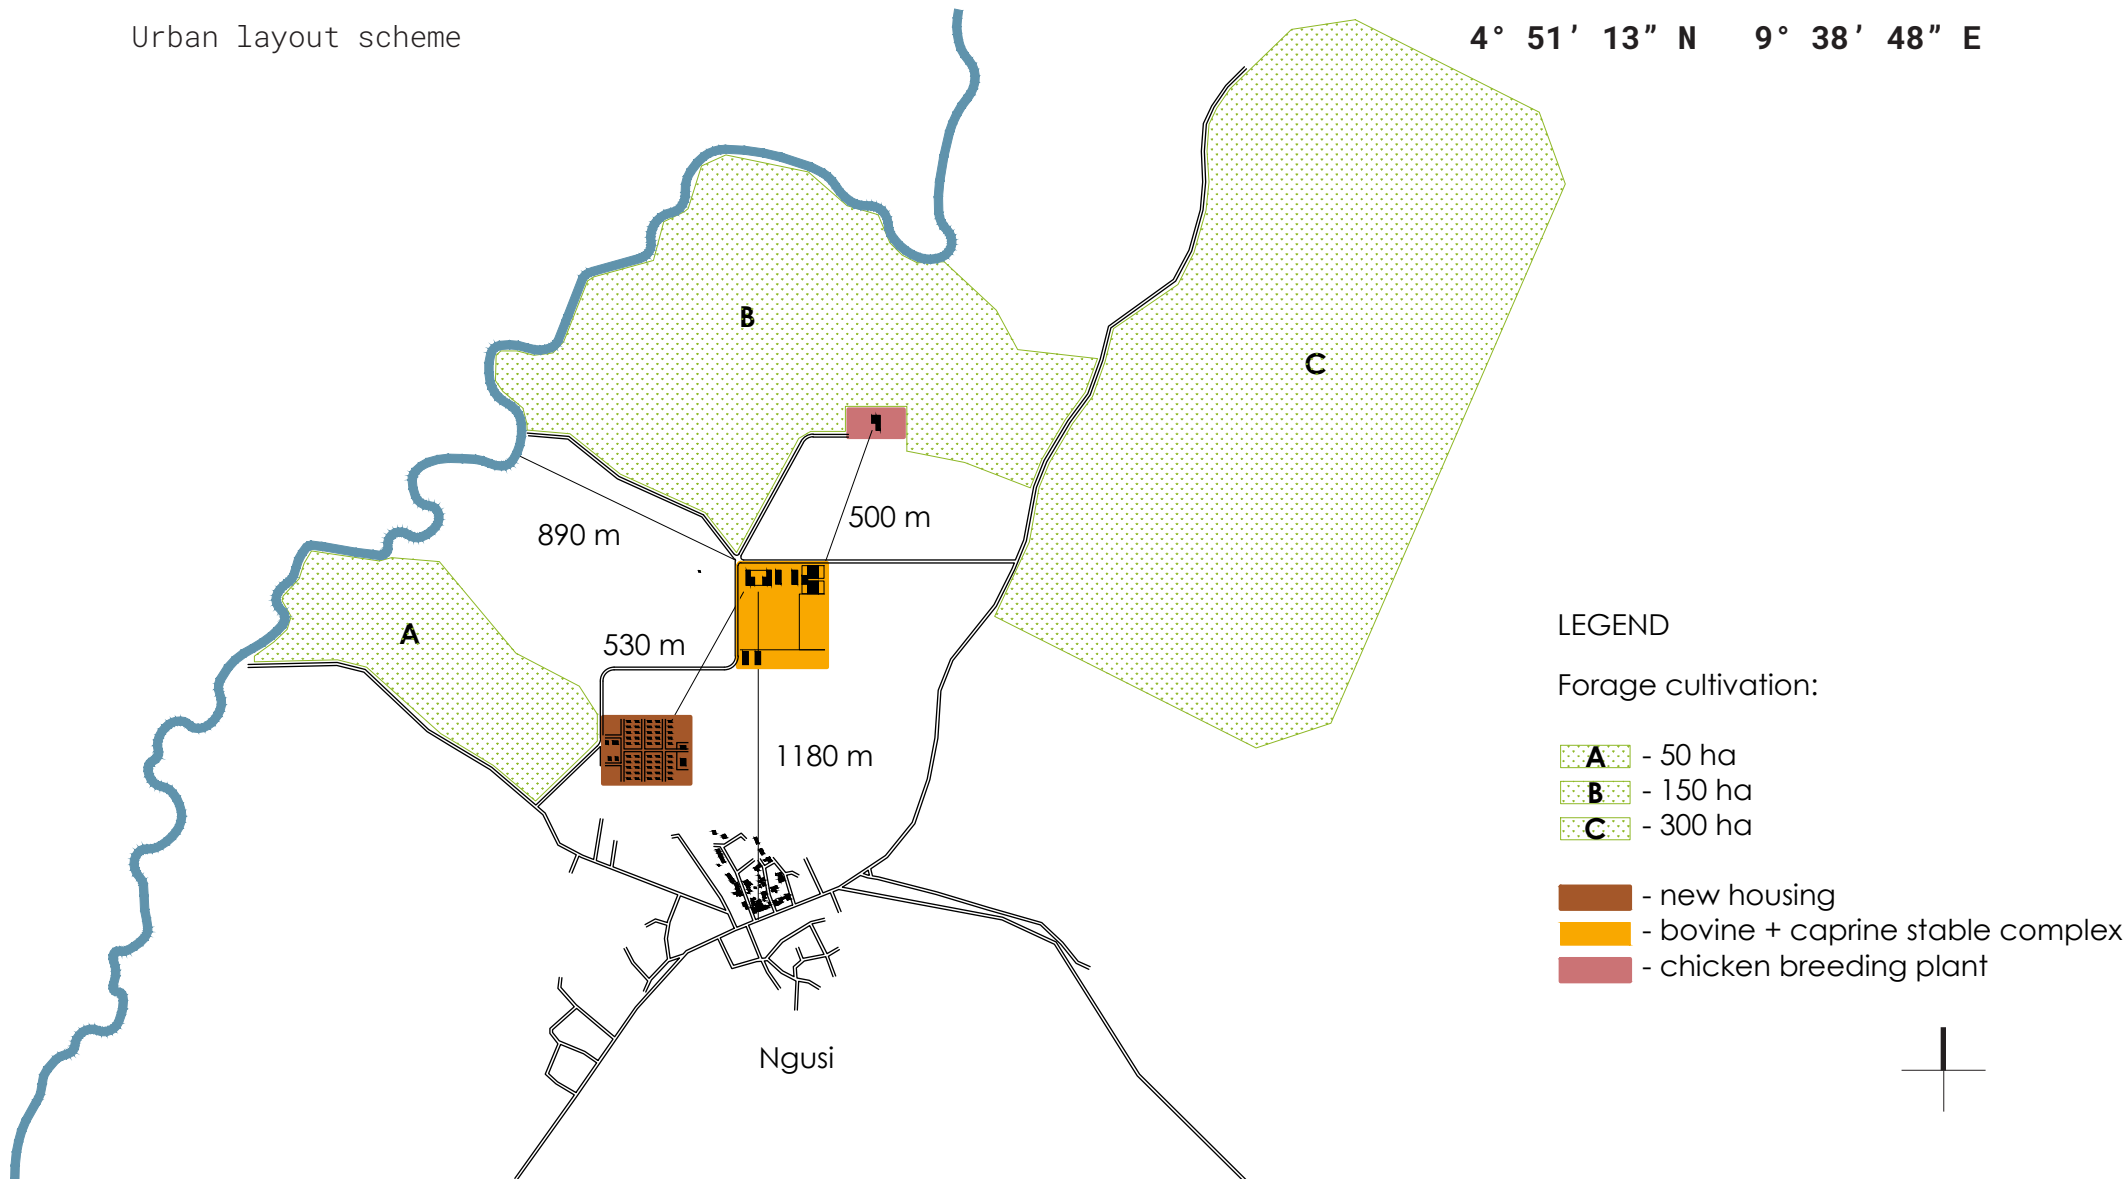 Urban layout scheme
4° 51’ 13” N 9° 38’ 48” E
B
C
500 m
890 m
A
530 m
1180 m
Ngusi
LEGEND
Forage cultivation:
A - 50 ha
B - 150 ha
C - 300 ha
- new housing
- bovine + caprine stable complex
- chicken breeding plant